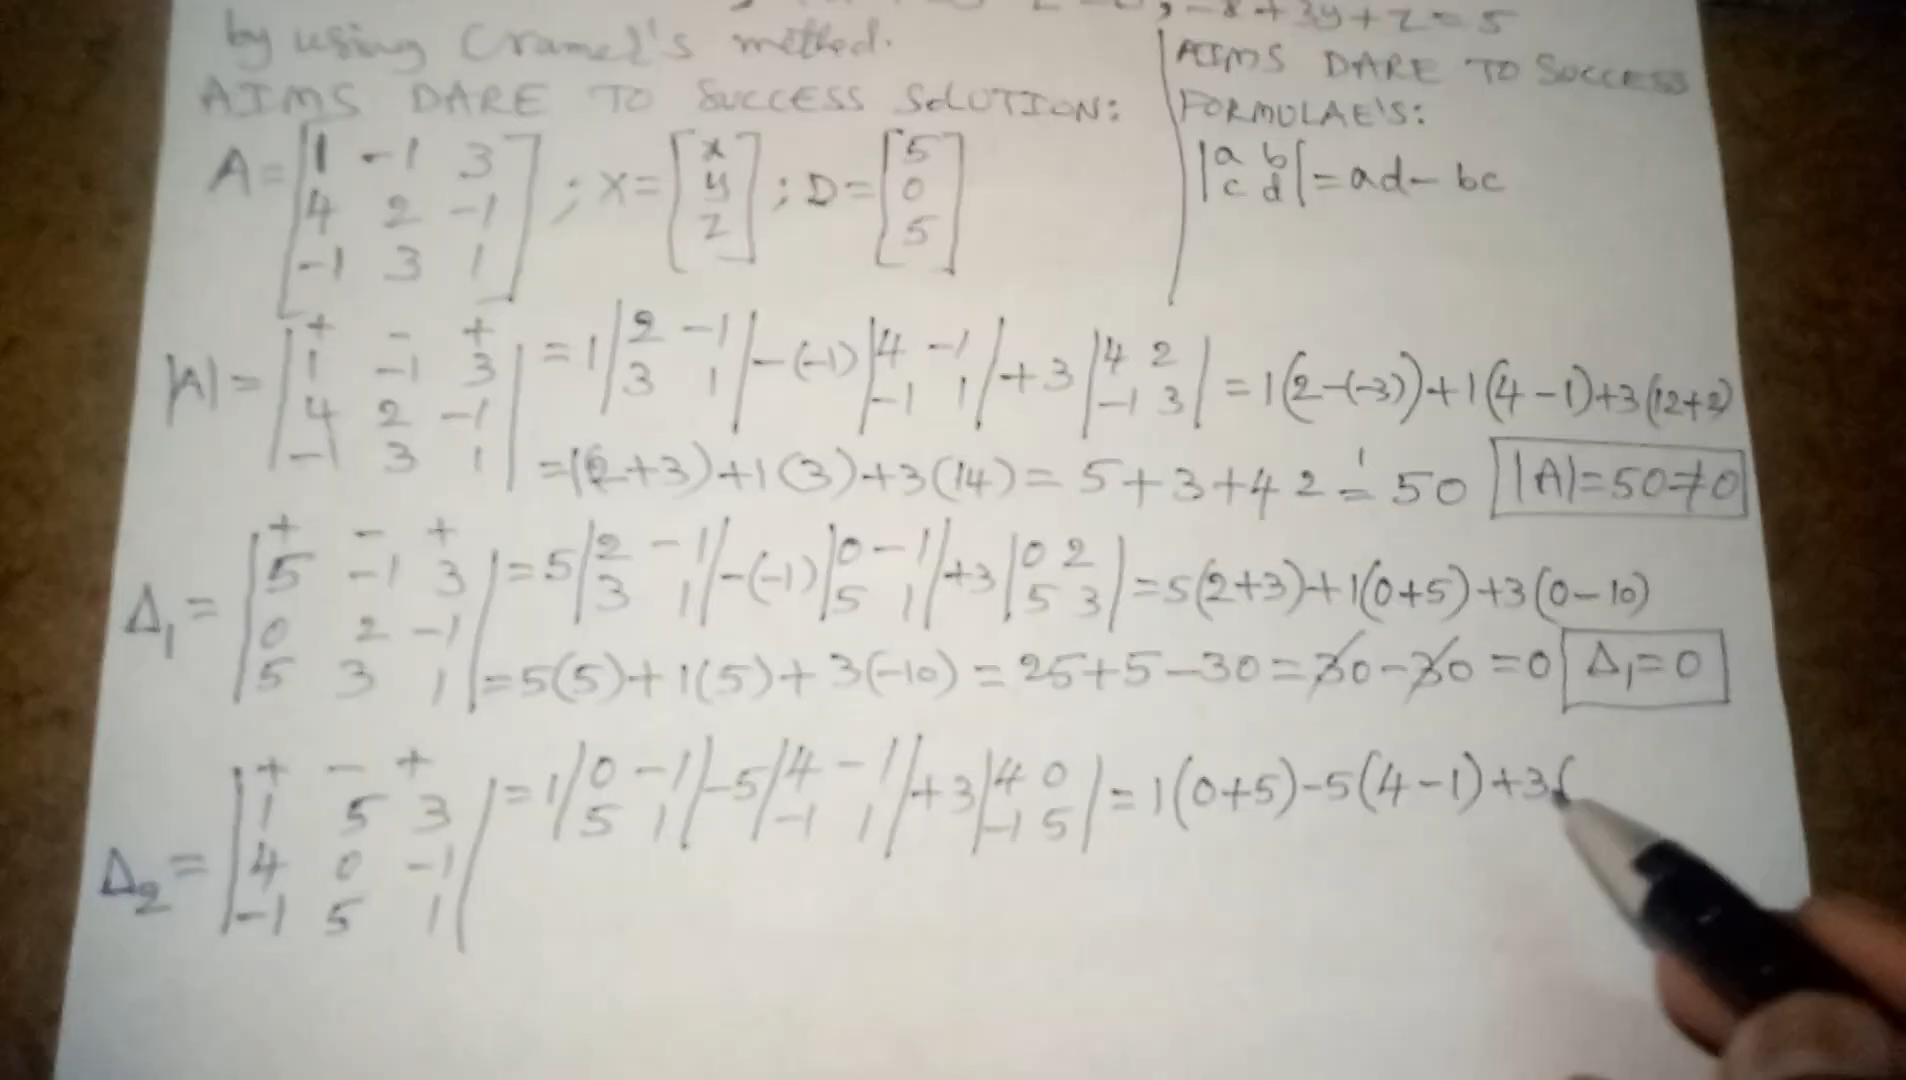 -x+3y+z=5
by using Cramel's method.
AIMS DARE TO SUCCESS SOLUTION:
A=[1 -1 3
4 2 -1
-1 3 1] ; X=[x
y
z] ; D=[5
0
5]
AIMS DARE TO SUCCESS
FORMULAE'S:
|a b
c d|=ad-bc
+ - +
|A|=|1 -1 3
4 2 -1
-1 3 1| =1|2 -1
3 1|-(-1)|4 -1
-1 1|+3|4 2
-1 3|=1(2-(-3))+1(4-1)+3(12+2)
=1(2+3)+1(3)+3(14)=5+3+42=50 |A|=50≠0
+ - +
Δ₁=|5 -1 3
0 2 -1
5 3 1|=5|2 -1
3 1|-(-1)|0 -1
5 1|+3|0 2
5 3|=5(2+3)+1(0+5)+3(0-10)
=5(5)+1(5)+3(-10)=25+5-30=30-30=0 Δ₁=0
+ - +
Δ₂=|1 5 3
4 0 -1
-1 5 1|=1|0 -1
5 1|-5|4 -1
-1 1|+3|4 0
-1 5|=1(0+5)-5(4-1)+3(